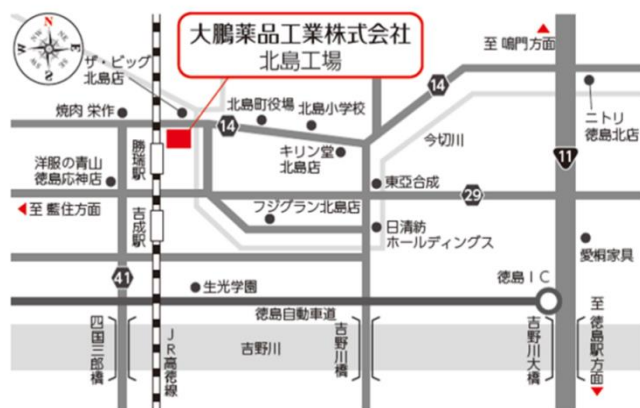 N
W
E
S
大鵬薬品工業株式会社
北島工場
至 鳴門方面
ザ・ビッグ
北島店
焼肉 栄作
北島町役場
北島小学校
14
14
ニトリ
徳島北店
今切川
キリン堂
北島店
勝瑞駅
洋服の青山
徳島応神店
11
東亞合成
29
至 藍住方面
吉成駅
フジグラン北島店
日清紡
ホールディングス
愛桐家具
41
生光学園
徳島IC
徳島自動車道
四国三郎橋
JR高徳線
吉野川
吉野川橋
吉野川大橋
至 徳島駅方面